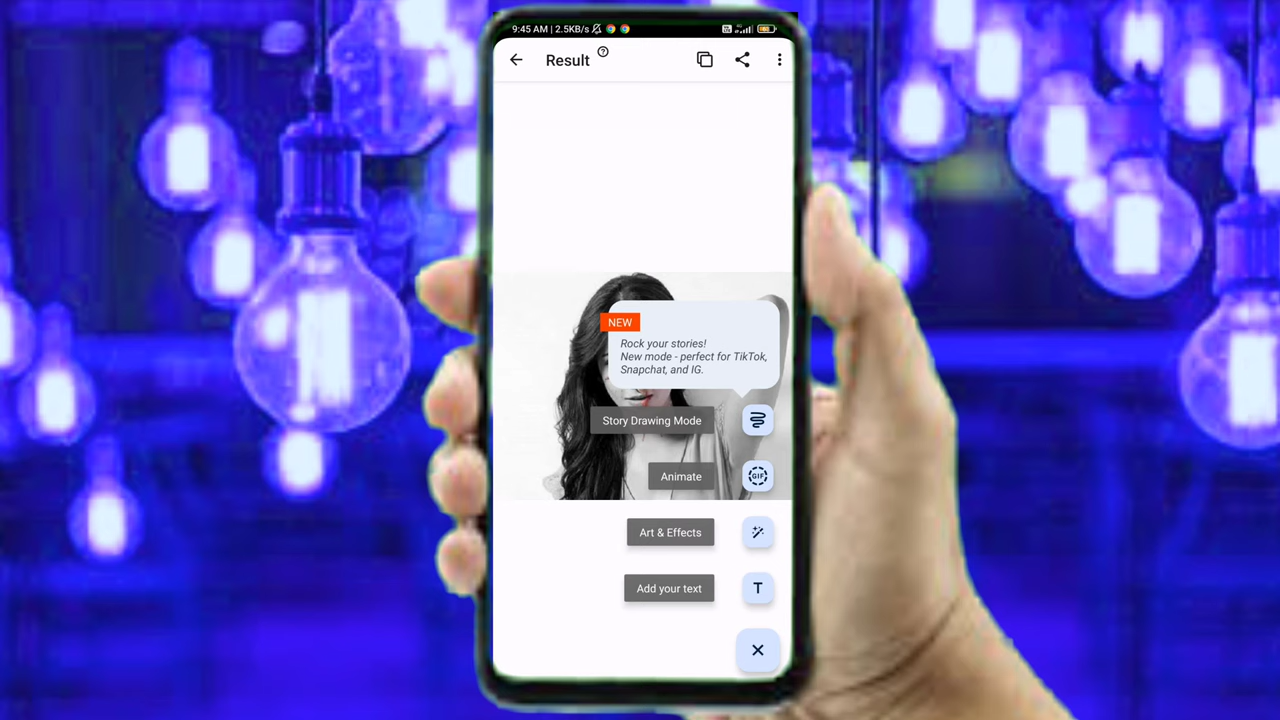 9:45 AM | 2.5KB/s
Result
NEW
Rock your stories!
New mode - perfect for TikTok,
Snapchat, and IG.
Story Drawing Mode
Animate
GIF
Art & Effects
Add your text
T